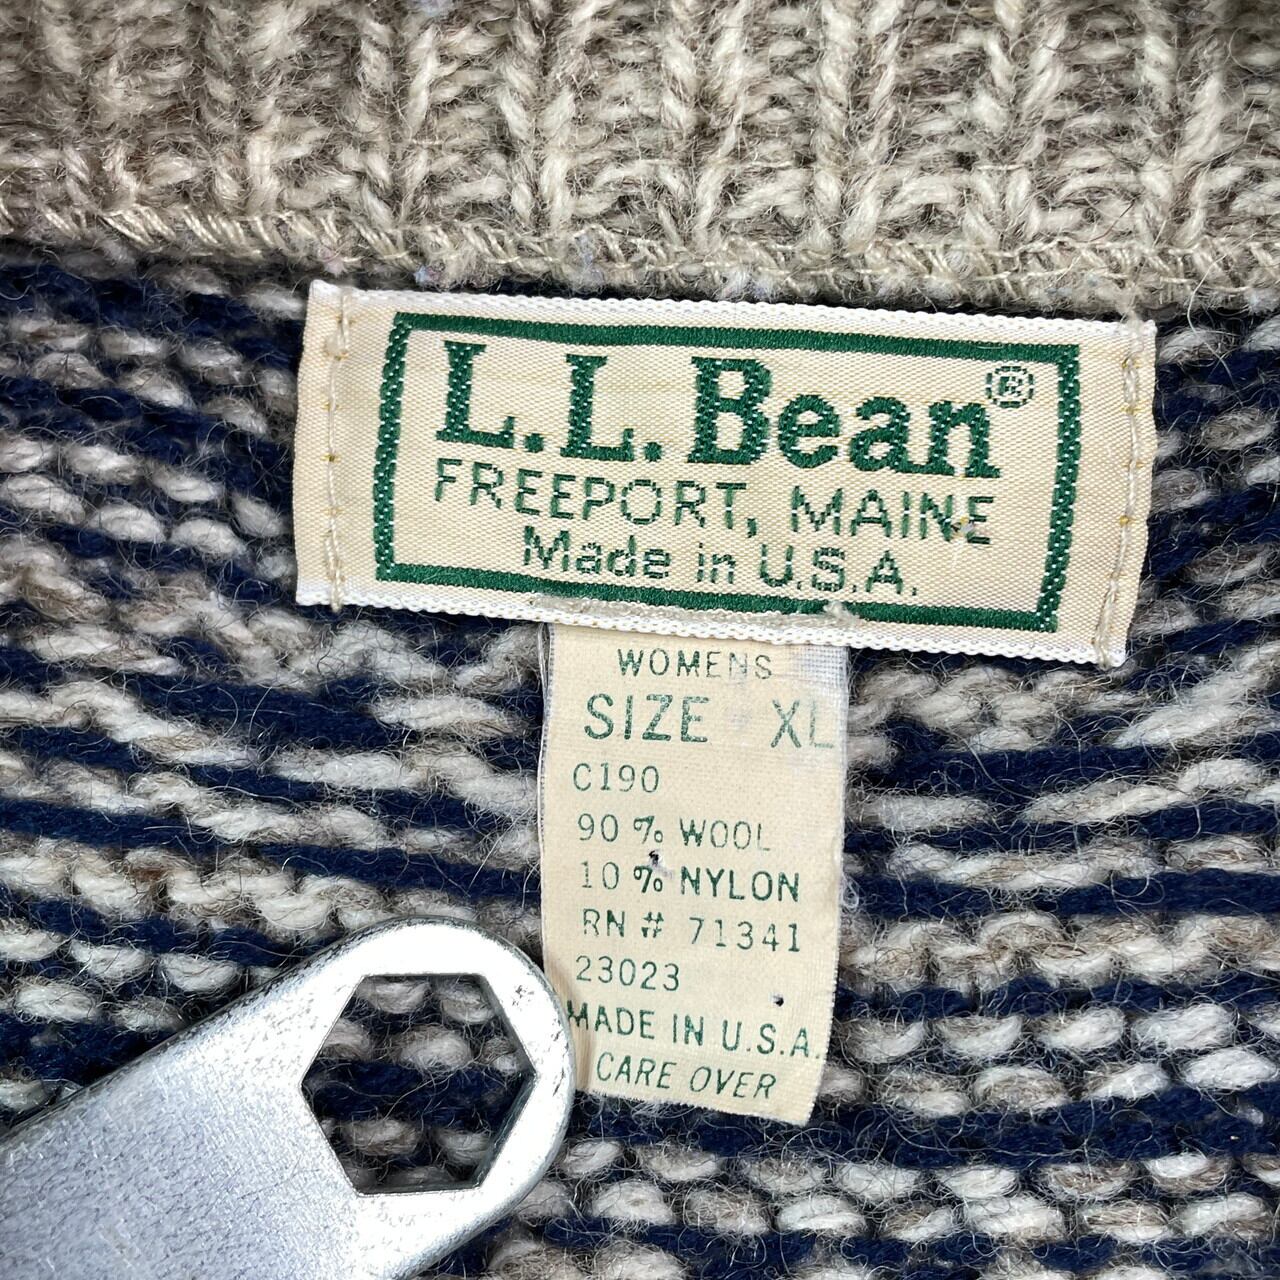 L.L.Bean®
FREEPORT, MAINE
Made in U.S.A.
WOMENS
SIZE XL
C190
90 % WOOL
10 % NYLON
RN # 71341
23023
MADE IN U.S.A.
CARE OVER